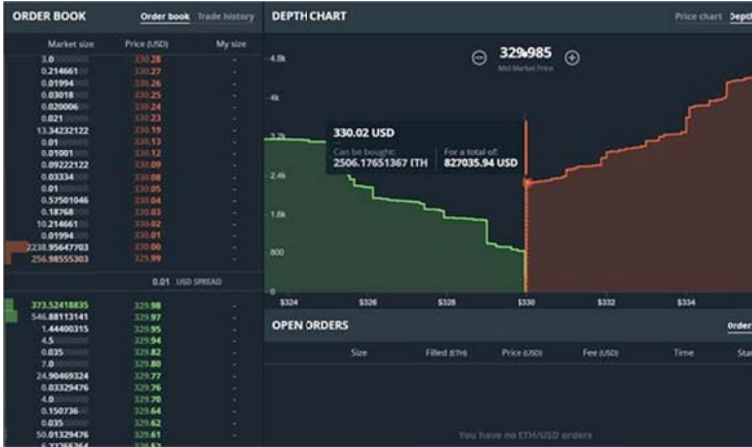 ORDER BOOK Order book Trade history
Market size Price (USD) My size
3.0 330.28 -
0.214661 330.27 -
0.01994 330.26 -
0.03018 330.25 -
0.020006 330.24 -
0.021 330.23 -
13.34232122 330.19 -
0.01 330.13 -
0.01001 330.12 -
0.09222122 330.09 -
0.03334 330.08 -
0.01 330.05 -
0.57501046 330.04 -
0.18768 330.03 -
10.214661 330.02 -
0.01994 330.01 -
2238.95647703 330.00 -
256.98555303 329.99 -
0.01 USD SPREAD
373.52418835 329.98 -
546.88113141 329.97 -
1.44400315 329.95 -
4.5 329.94 -
0.035 329.82 -
7.0 329.80 -
24.90469324 329.77 -
0.03329476 329.76 -
4.0 329.70 -
0.150736 329.64 -
0.035 329.62 -
50.01329476 329.61 -
DEPTH CHART Price chart Depth
329.985
Mid Market Price
4.8k
4k
3.2k
2.4k
1.6k
800
0
330.02 USD
Can be bought: For a total of:
2506.17651367 ETH 827035.94 USD
$324 $326 $328 $330 $332 $334
OPEN ORDERS Order
Size Filled (ETH) Price (USD) Fee (USD) Time Stat
You have no ETH/USD orders